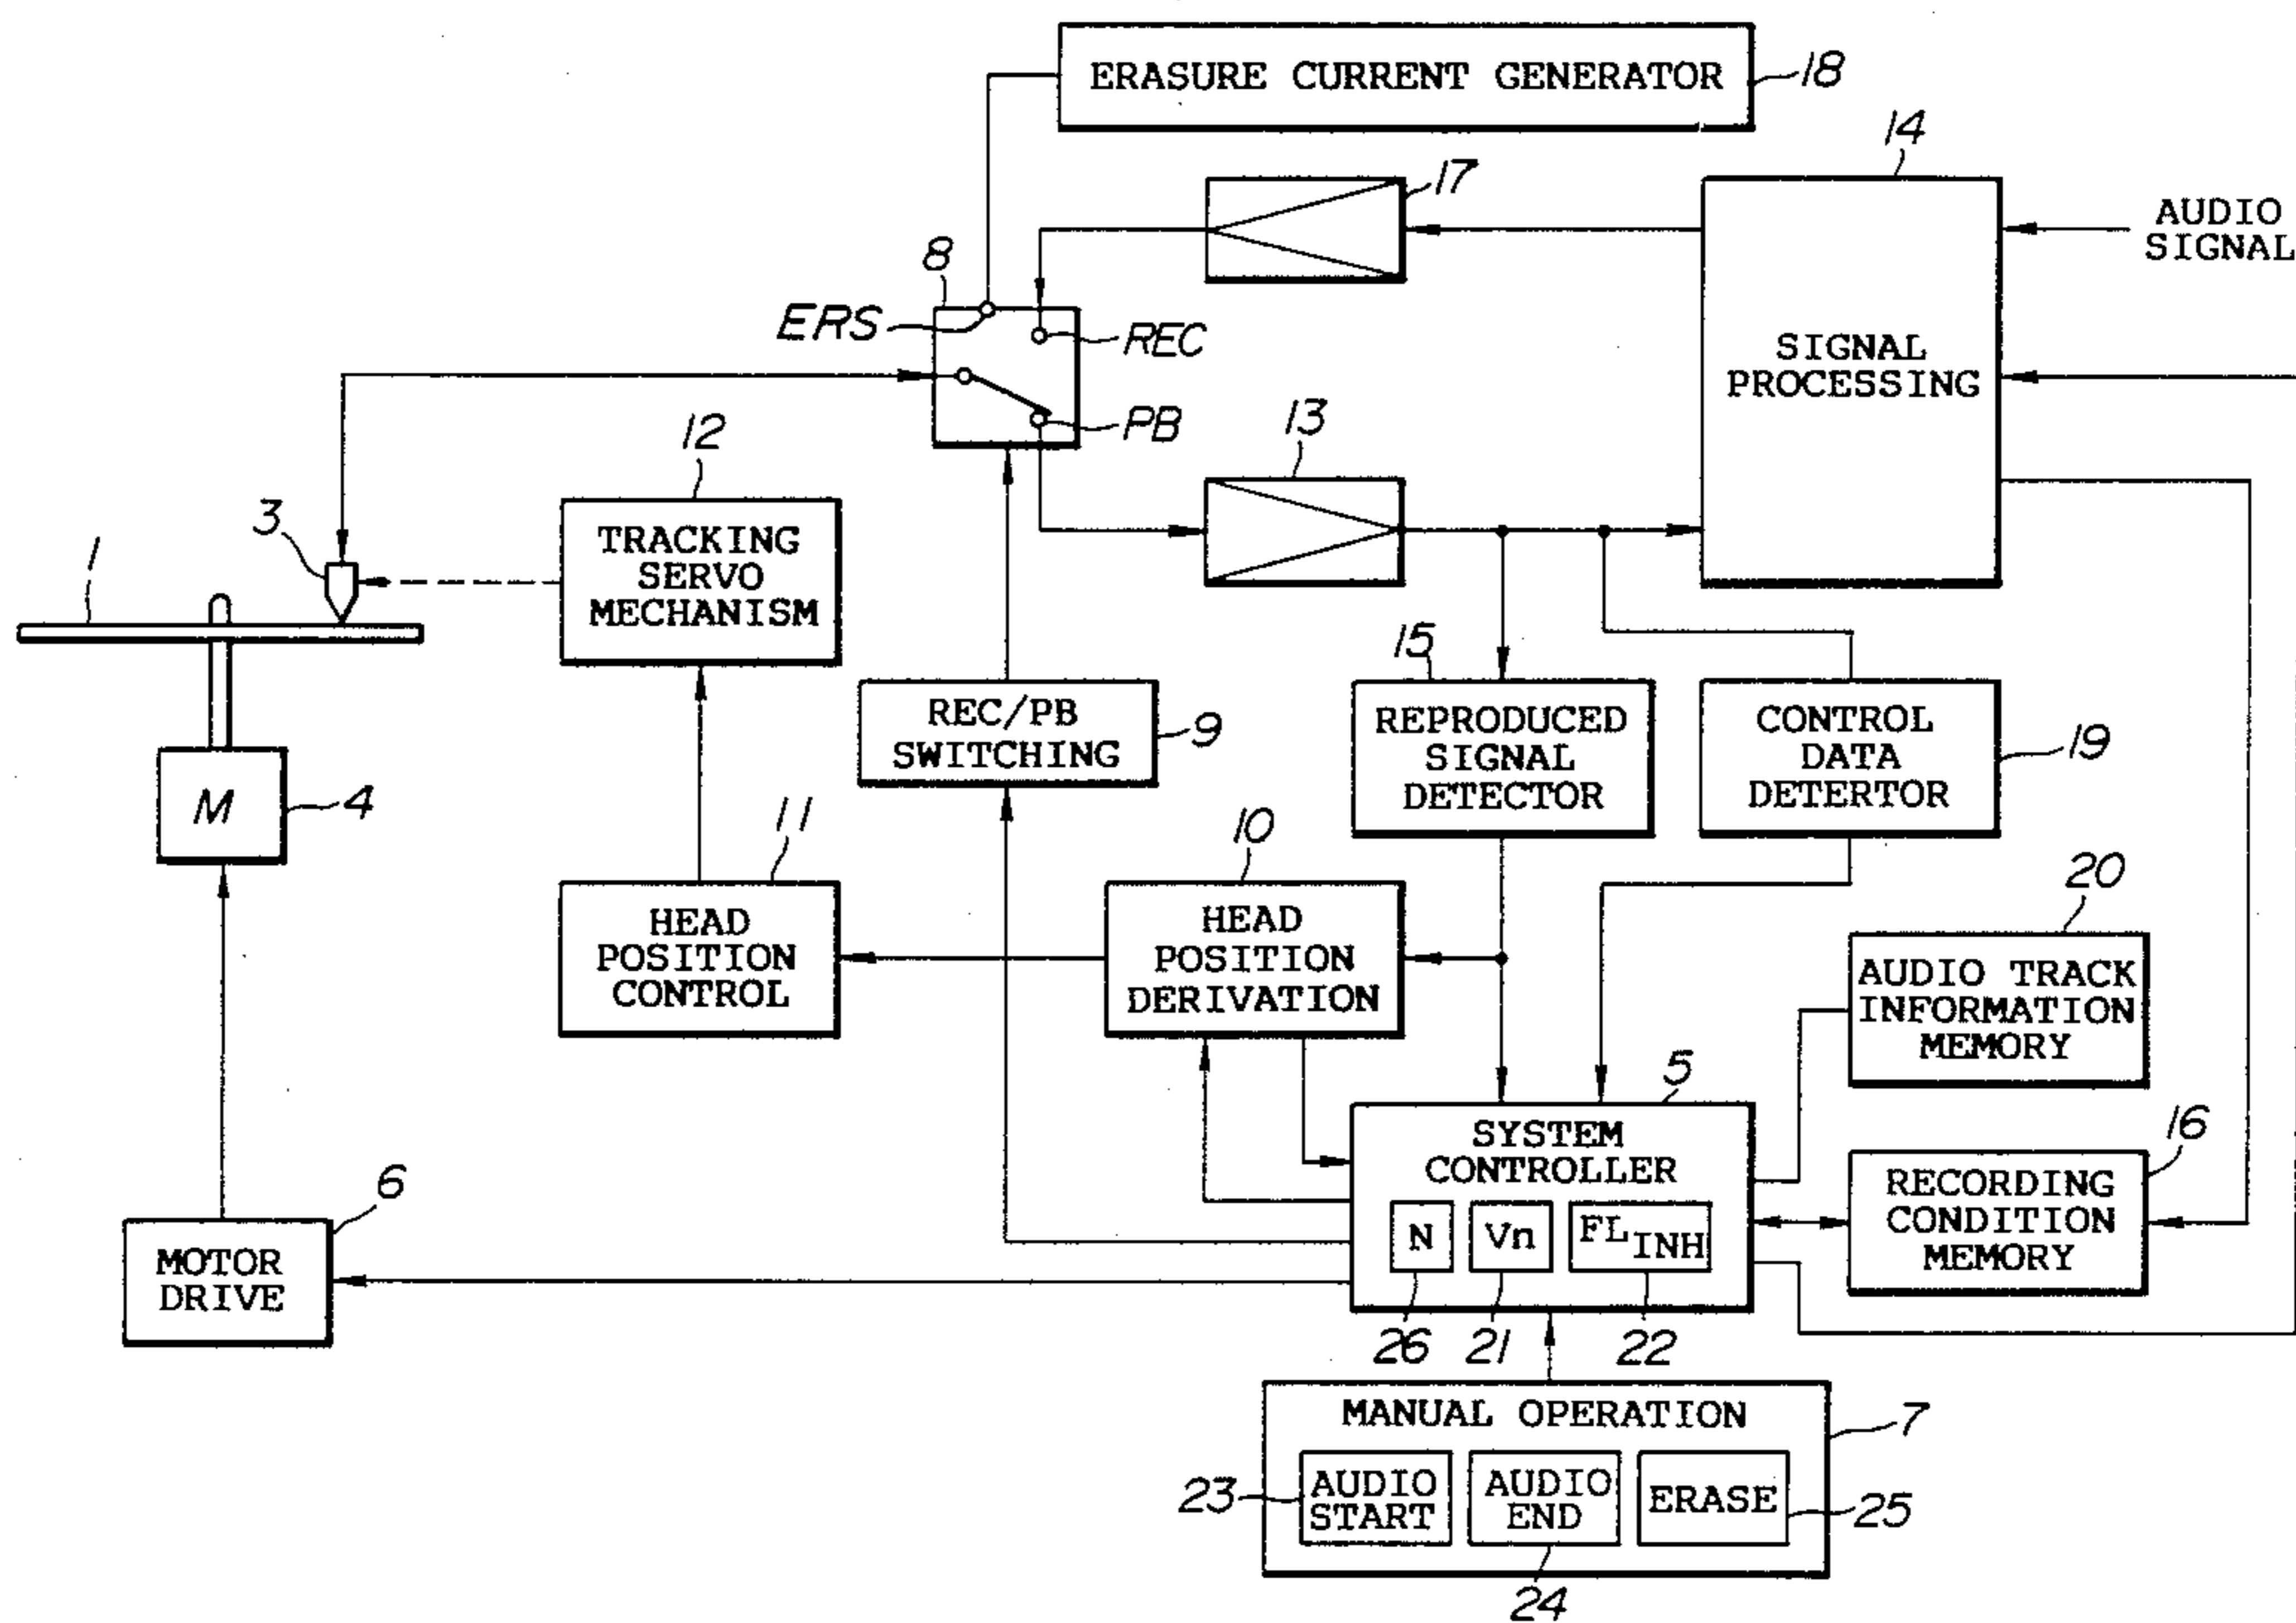 ERASURE CURRENT GENERATOR
18
14
17
AUDIO
SIGNAL
8
ERS
REC
SIGNAL
PROCESSING
PB
12
13
3
TRACKING
SERVO
MECHANISM
1
15
REC/PB
SWITCHING
9
REPRODUCED
SIGNAL
DETECTOR
CONTROL
DATA
DETERTOR
19
M
4
11
10
20
HEAD
POSITION
CONTROL
HEAD
POSITION
DERIVATION
AUDIO TRACK
INFORMATION
MEMORY
5
SYSTEM
CONTROLLER
16
6
RECORDING
CONDITION
MEMORY
N
Vn
FLINH
MOTOR
DRIVE
26
21
22
MANUAL OPERATION
7
23
AUDIO
START
AUDIO
END
ERASE
25
24